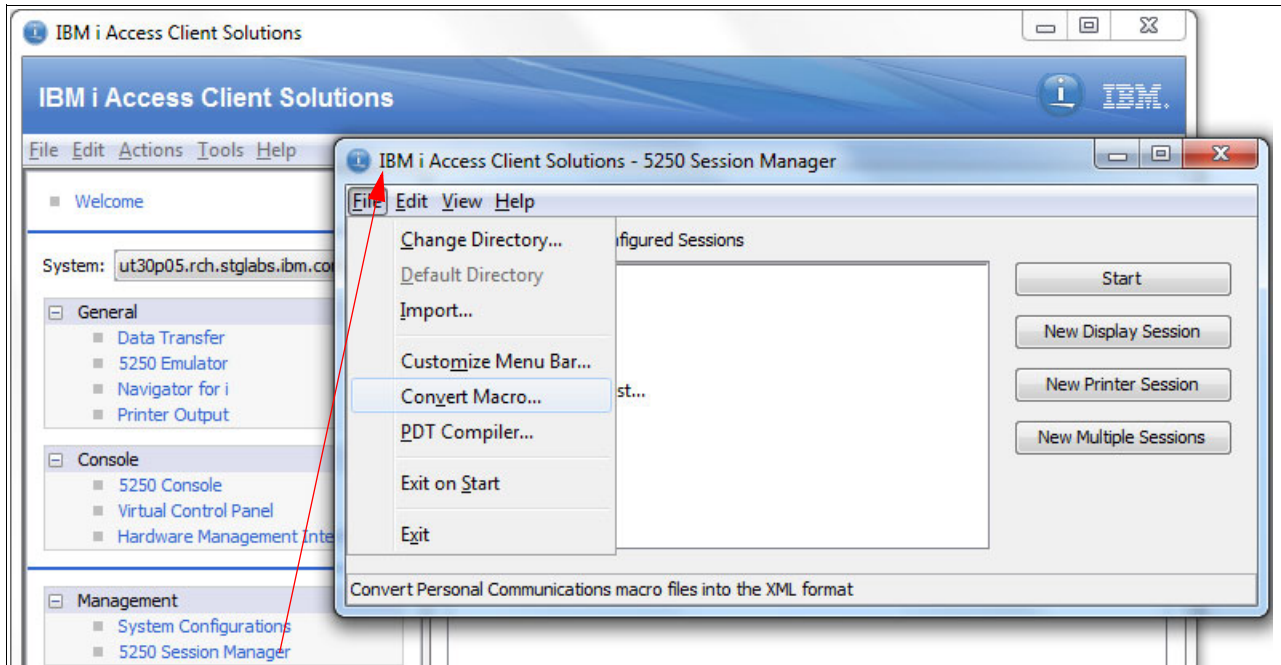 IBM i Access Client Solutions
IBM i Access Client Solutions
IBM.
File Edit Actions Tools Help
IBM i Access Client Solutions - 5250 Session Manager
File Edit View Help
Welcome
Change Directory...
figured Sessions
Default Directory
Import...
System: ut30p05.rch.stglabs.ibm.co
Start
General
Data Transfer
5250 Emulator
Navigator for i
Printer Output
New Display Session
Customize Menu Bar...
Convert Macro...
st...
New Printer Session
PDT Compiler...
New Multiple Sessions
Console
5250 Console
Virtual Control Panel
Hardware Management Inte
Exit on Start
Exit
Convert Personal Communications macro files into the XML format
Management
System Configurations
5250 Session Manager